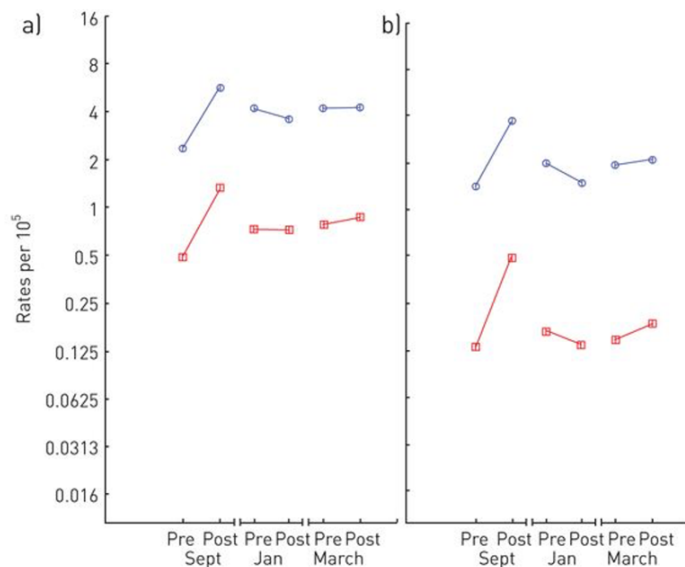 a)
b)
Rates per 10⁵
16
8
4
2
1
0.5
0.25
0.125
0.0625
0.0313
0.016
Pre Post Pre Post Pre Post
Sept Jan March
Pre Post Pre Post Pre Post
Sept Jan March